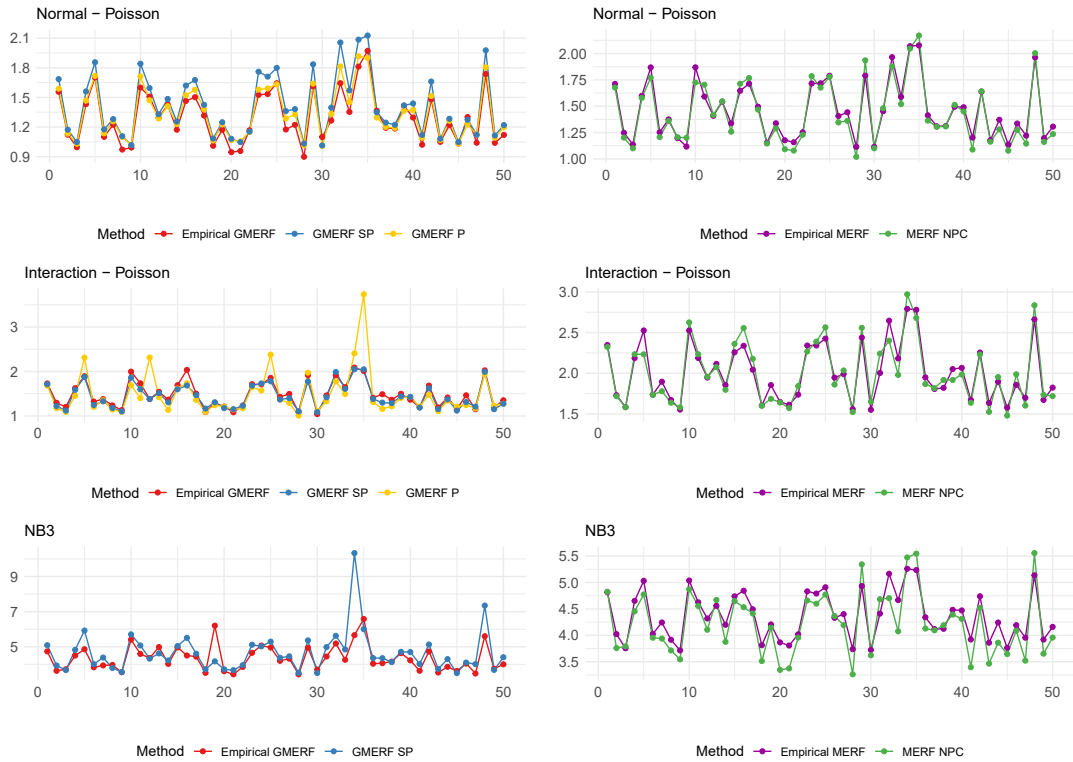 Normal − Poisson
2.1
1.8
1.5
1.2
0.9
0 10 20 30 40 50
Method Empirical GMERF GMERF SP GMERF P
Normal − Poisson
2.00
1.75
1.50
1.25
1.00
0 10 20 30 40 50
Method Empirical MERF MERF NPC
Interaction − Poisson
3
2
1
0 10 20 30 40 50
Method Empirical GMERF GMERF SP GMERF P
Interaction − Poisson
3.0
2.5
2.0
1.5
0 10 20 30 40 50
Method Empirical MERF MERF NPC
NB3
9
7
5
0 10 20 30 40 50
Method Empirical GMERF GMERF SP
NB3
5.5
5.0
4.5
4.0
3.5
0 10 20 30 40 50
Method Empirical MERF MERF NPC